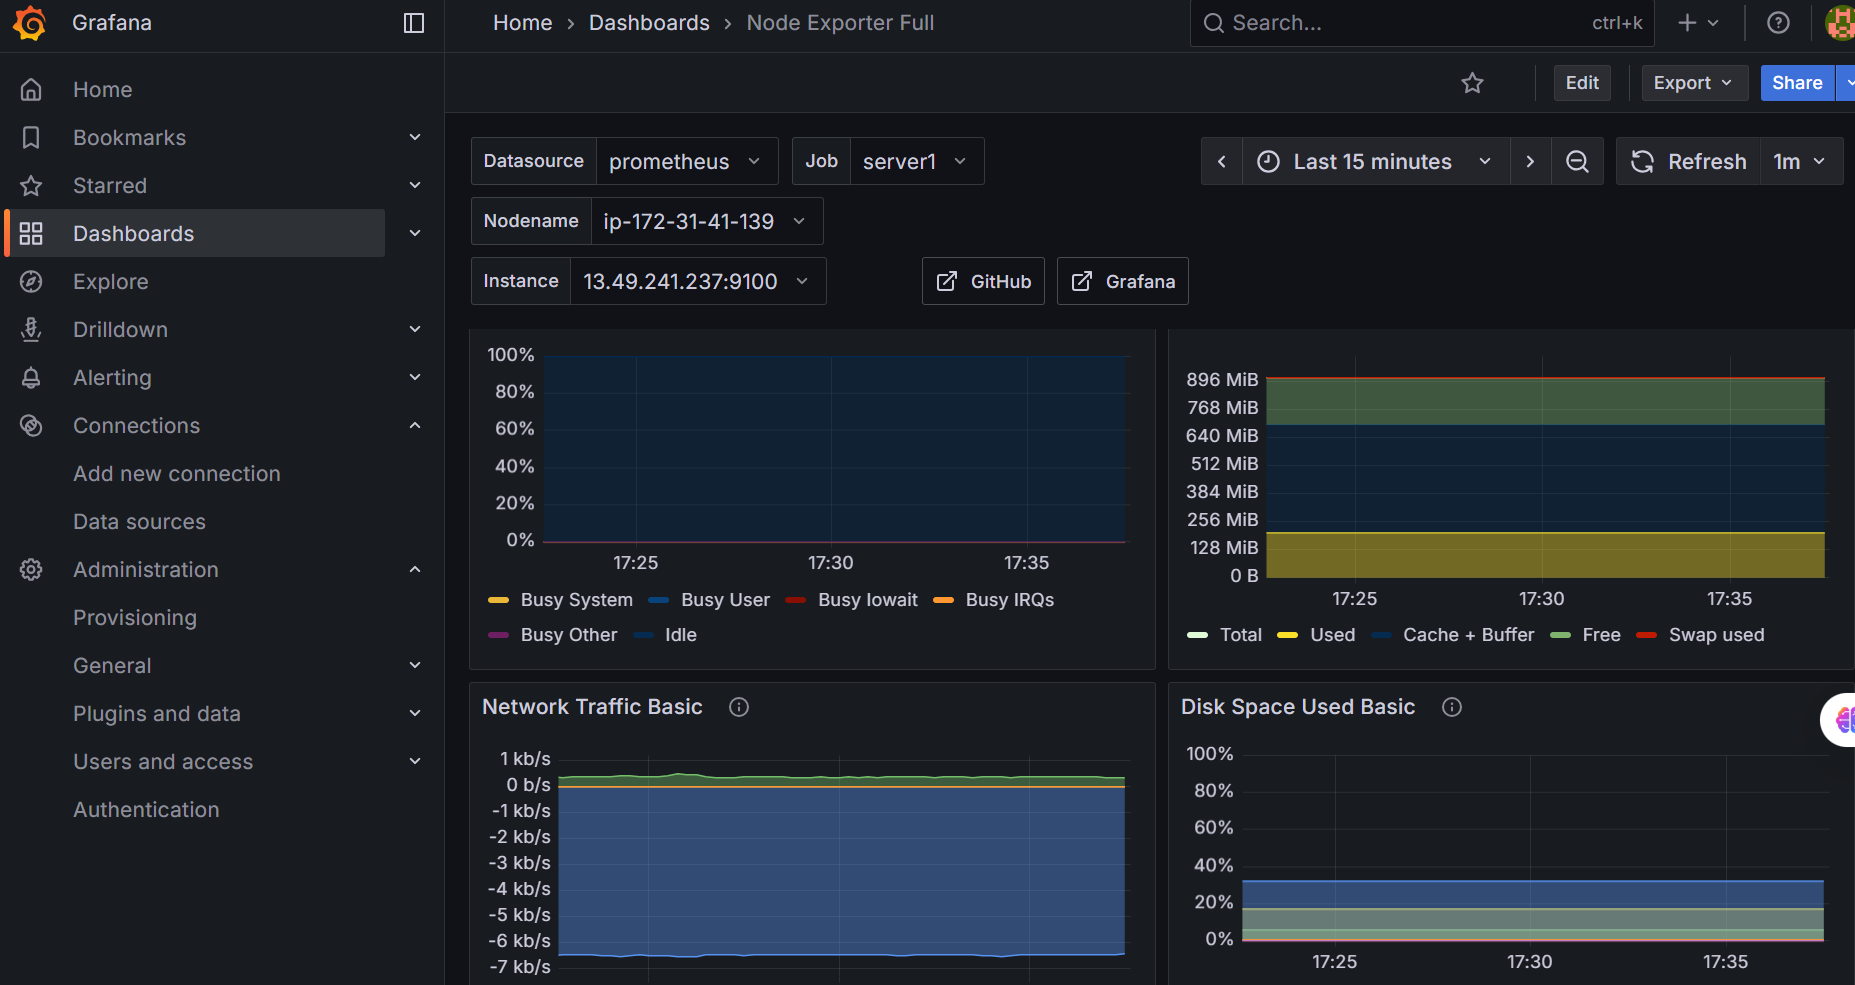 Grafana
Home › Dashboards › Node Exporter Full
Search... ctrl+k
Home
Bookmarks
Starred
Dashboards
Explore
Drilldown
Alerting
Connections
Add new connection
Data sources
Administration
Provisioning
General
Plugins and data
Users and access
Authentication
Edit Export Share
Datasource prometheus Job server1
Last 15 minutes Refresh 1m
Nodename ip-172-31-41-139
Instance 13.49.241.237:9100 GitHub Grafana
100%
80%
60%
40%
20%
0%
17:25 17:30 17:35
Busy System Busy User Busy Iowait Busy IRQs
Busy Other Idle
896 MiB
768 MiB
640 MiB
512 MiB
384 MiB
256 MiB
128 MiB
0 B
17:25 17:30 17:35
Total Used Cache + Buffer Free Swap used
Network Traffic Basic
1 kb/s
0 b/s
-1 kb/s
-2 kb/s
-3 kb/s
-4 kb/s
-5 kb/s
-6 kb/s
-7 kb/s
Disk Space Used Basic
100%
80%
60%
40%
20%
0%
17:25 17:30 17:35